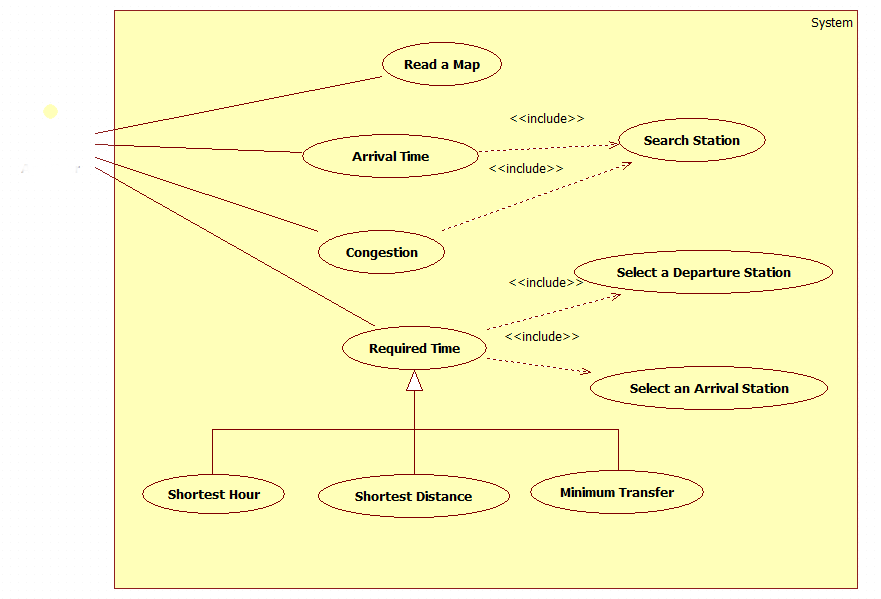 System
Read a Map
<<include>>
Search Station
Arrival Time
<<include>>
Congestion
Select a Departure Station
<<include>>
<<include>>
Required Time
Select an Arrival Station
Shortest Hour
Shortest Distance
Minimum Transfer